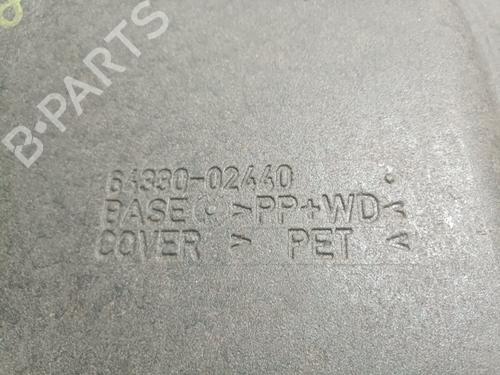 B-PARTS
64330-02440
BASE >PP+WD<
COVER > PET <